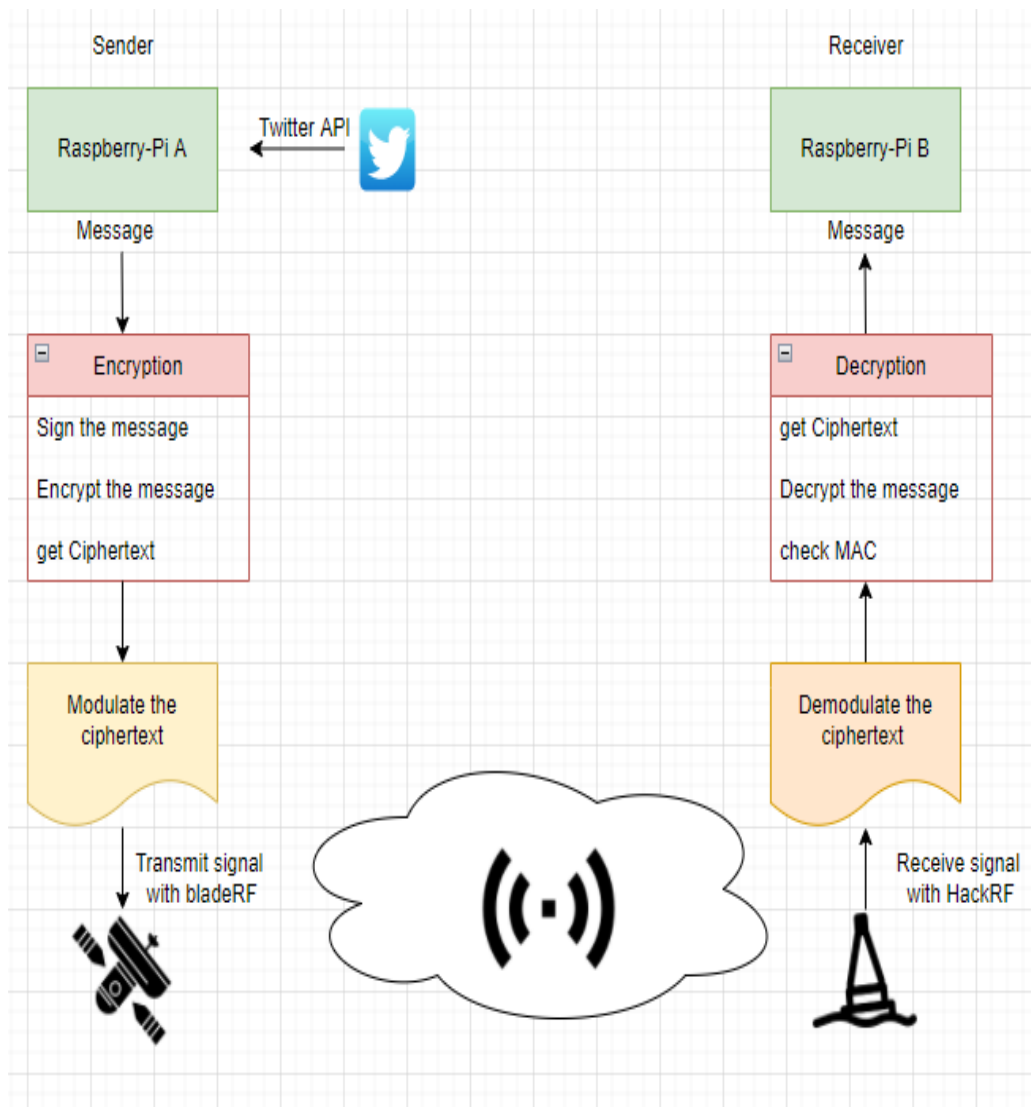 Sender
Receiver
Raspberry-Pi A
Twitter API
Raspberry-Pi B
Message
Message
Encryption
Sign the message
Encrypt the message
get Ciphertext
Decryption
get Ciphertext
Decrypt the message
check MAC
Modulate the
ciphertext
Demodulate the
ciphertext
Transmit signal
with bladeRF
Receive signal
with HackRF